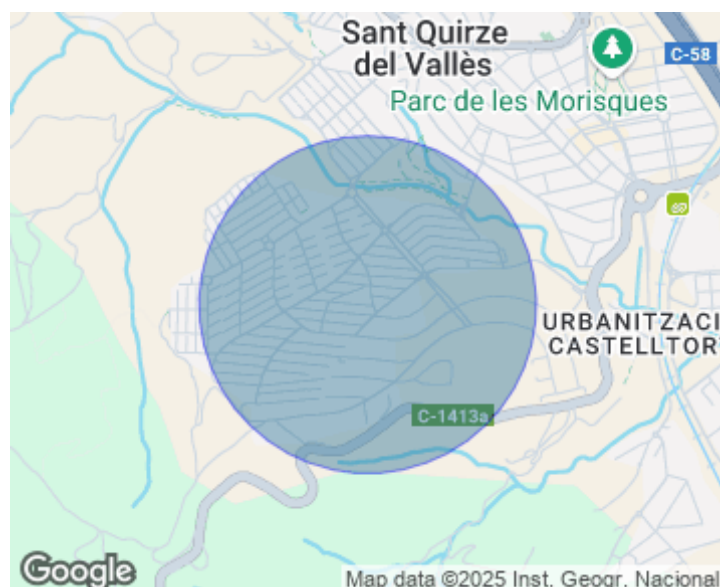 Sant Quirze
del Vallès
C-58
Parc de les Morisques
URBANITZACI
CASTELLTOR
C-1413a
Google
Map data ©2025 Inst. Geogr. Nacional